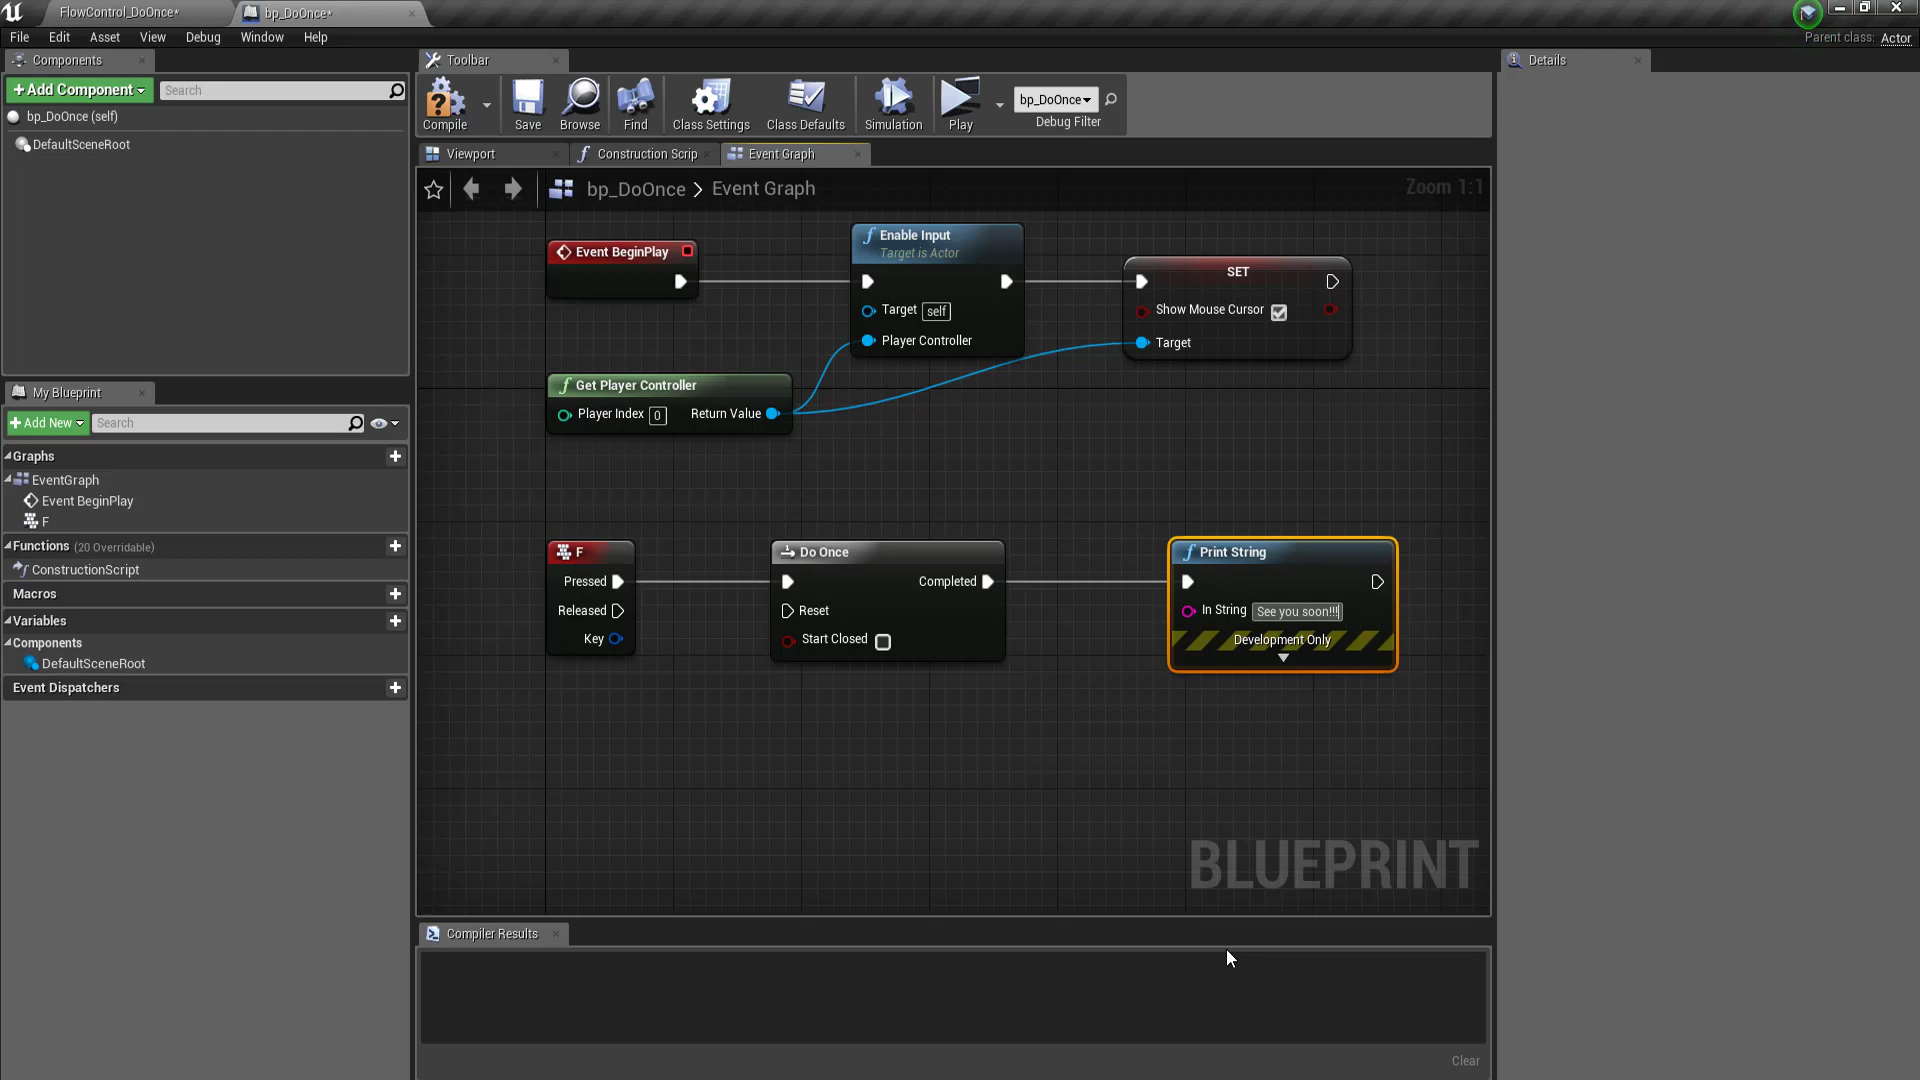 FlowControl_DoOnce*
bp_DoOnce*
File Edit Asset View Debug Window Help
Parent class: Actor
Components
+Add Component
Search
bp_DoOnce (self)
DefaultSceneRoot
Toolbar
Compile
Save
Browse
Find
Class Settings
Class Defaults
Simulation
Play
bp_DoOnce
Debug Filter
Details
Viewport
Construction Scrip
Event Graph
bp_DoOnce > Event Graph
Zoom 1:1
Event BeginPlay
Enable Input
Target is Actor
Target self
Player Controller
SET
Show Mouse Cursor
Target
Get Player Controller
Player Index 0 Return Value
My Blueprint
+Add New
Search
Graphs
EventGraph
Event BeginPlay
F
Functions (20 Overridable)
ConstructionScript
Macros
Variables
Components
DefaultSceneRoot
Event Dispatchers
F
Pressed
Released
Key
Do Once
Completed
Reset
Start Closed
Print String
In String See you soon!!!
Development Only
BLUEPRINT
Compiler Results
Clear